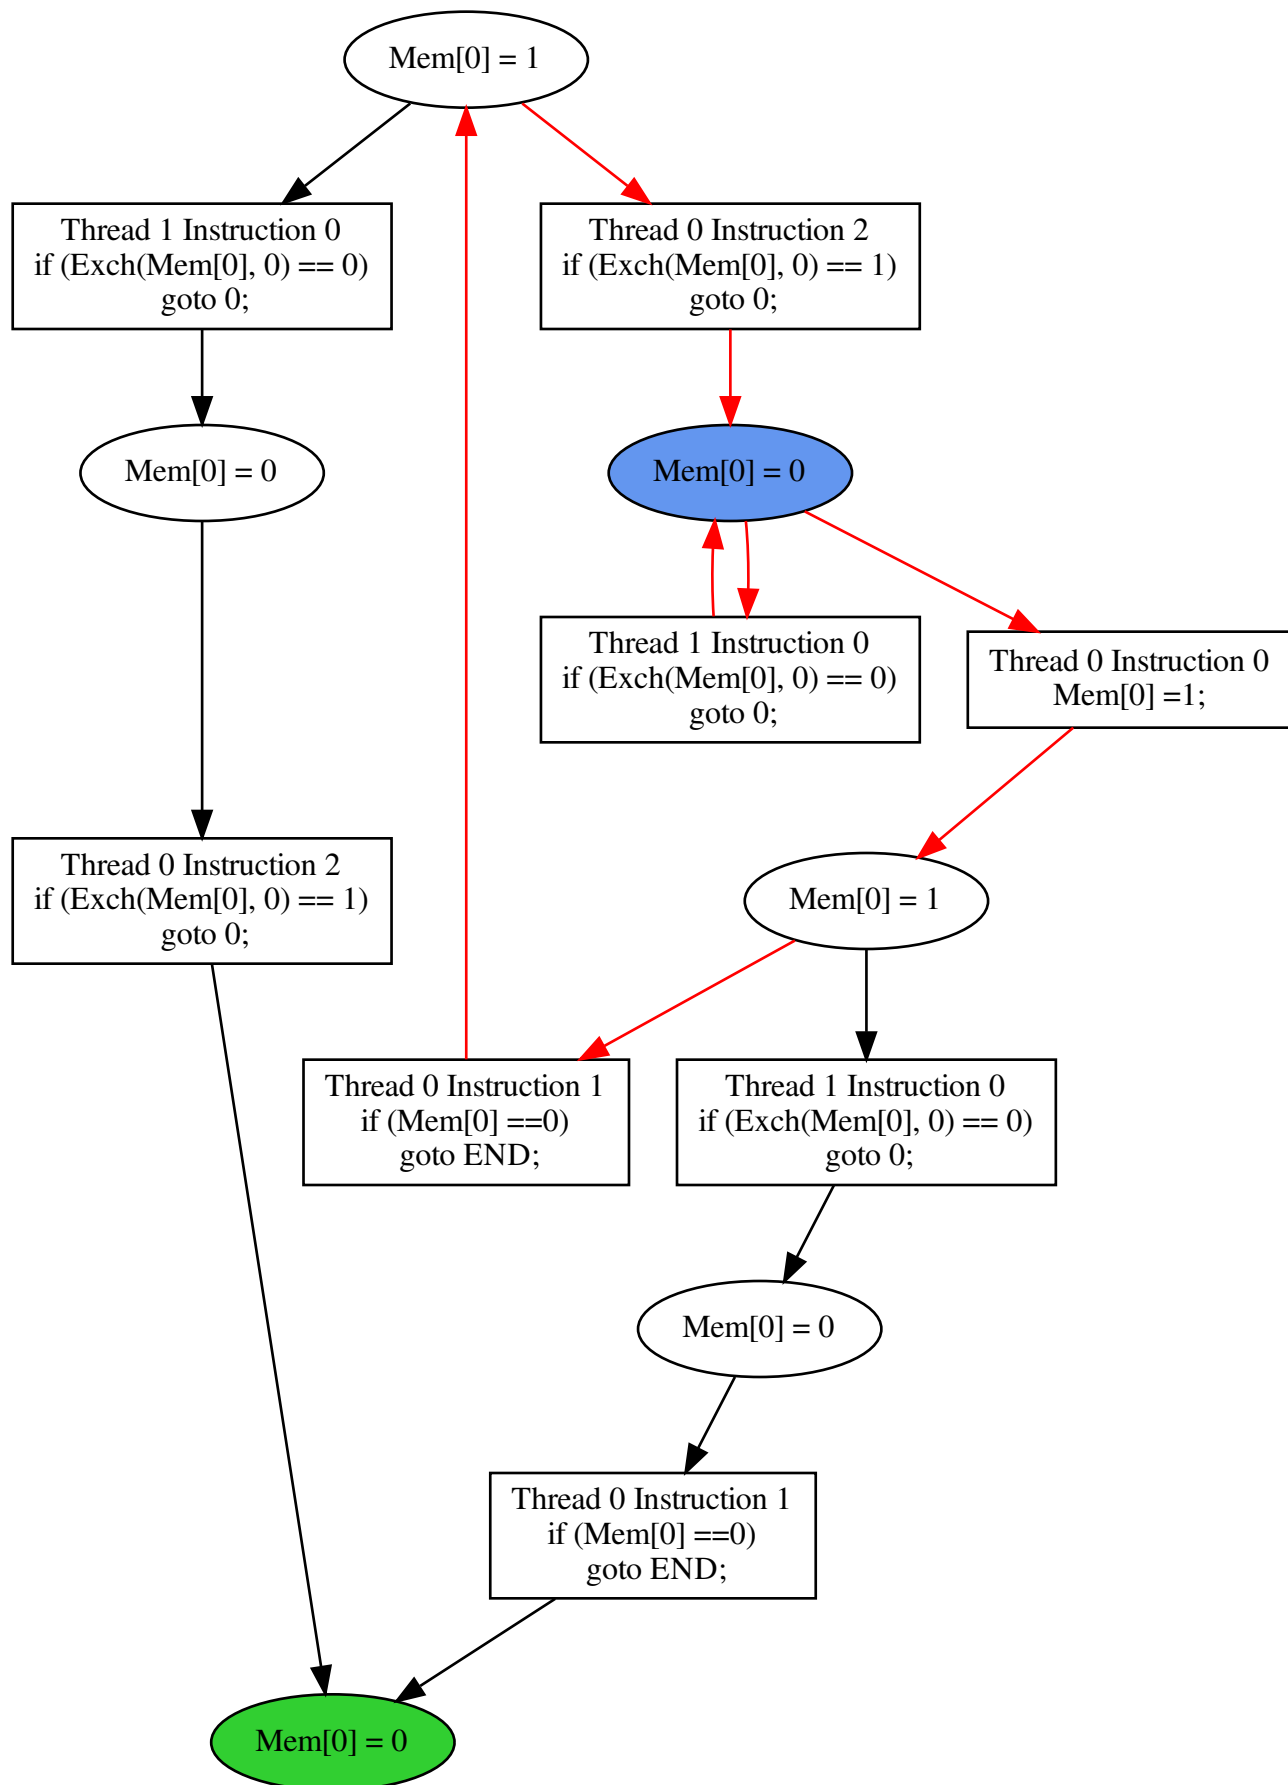 Mem[0] = 1
Thread 1 Instruction 0
if (Exch(Mem[0], 0) == 0)
goto 0;
Thread 0 Instruction 2
if (Exch(Mem[0], 0) == 1)
goto 0;
Mem[0] = 0
Mem[0] = 0
Thread 1 Instruction 0
if (Exch(Mem[0], 0) == 0)
goto 0;
Thread 0 Instruction 0
Mem[0] =1;
Thread 0 Instruction 2
if (Exch(Mem[0], 0) == 1)
goto 0;
Mem[0] = 1
Thread 0 Instruction 1
if (Mem[0] ==0)
goto END;
Thread 1 Instruction 0
if (Exch(Mem[0], 0) == 0)
goto 0;
Mem[0] = 0
Thread 0 Instruction 1
if (Mem[0] ==0)
goto END;
Mem[0] = 0